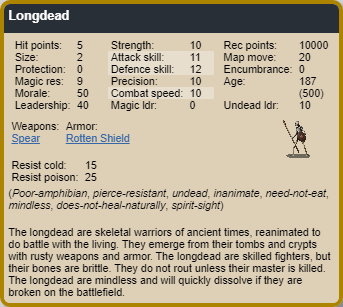 Longdead
Hit points: 5 Strength: 10 Rec points: 10000
Size: 2 Attack skill: 11 Map move: 20
Protection: 0 Defence skill: 12 Encumbrance: 0
Magic res: 9 Precision: 10 Age: 187
Morale: 50 Combat speed: 10 (500)
Leadership: 40 Magic ldr: 0 Undead ldr: 10
Weapons: Armor:
Spear Rotten Shield
Resist cold: 15
Resist poison: 25
(Poor-amphibian, pierce-resistant, undead, inanimate, need-not-eat,
mindless, does-not-heal-naturally, spirit-sight)
The longdead are skeletal warriors of ancient times, reanimated to
do battle with the living. They emerge from their tombs and crypts
with rusty weapons and armor. The longdead are skilled fighters, but
their bones are brittle. They do not rout unless their master is killed.
The longdead are mindless and will quickly dissolve if they are
broken on the battlefield.